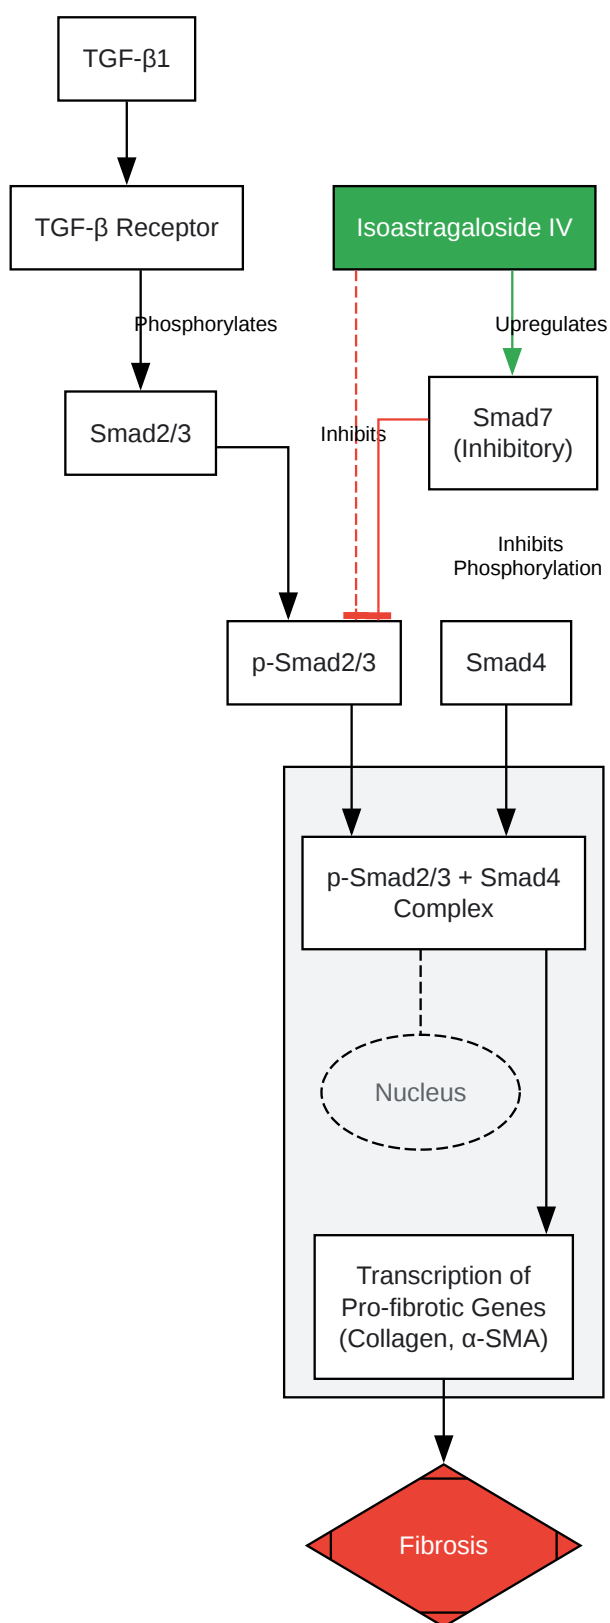 TGF-β1
TGF-β Receptor
Isoastragaloside IV
Phosphorylates
Upregulates
Smad2/3
Smad7
(Inhibitory)
Inhibits
Inhibits
Phosphorylation
p-Smad2/3
Smad4
p-Smad2/3 + Smad4
Complex
Nucleus
Transcription of
Pro-fibrotic Genes
(Collagen, α-SMA)
Fibrosis